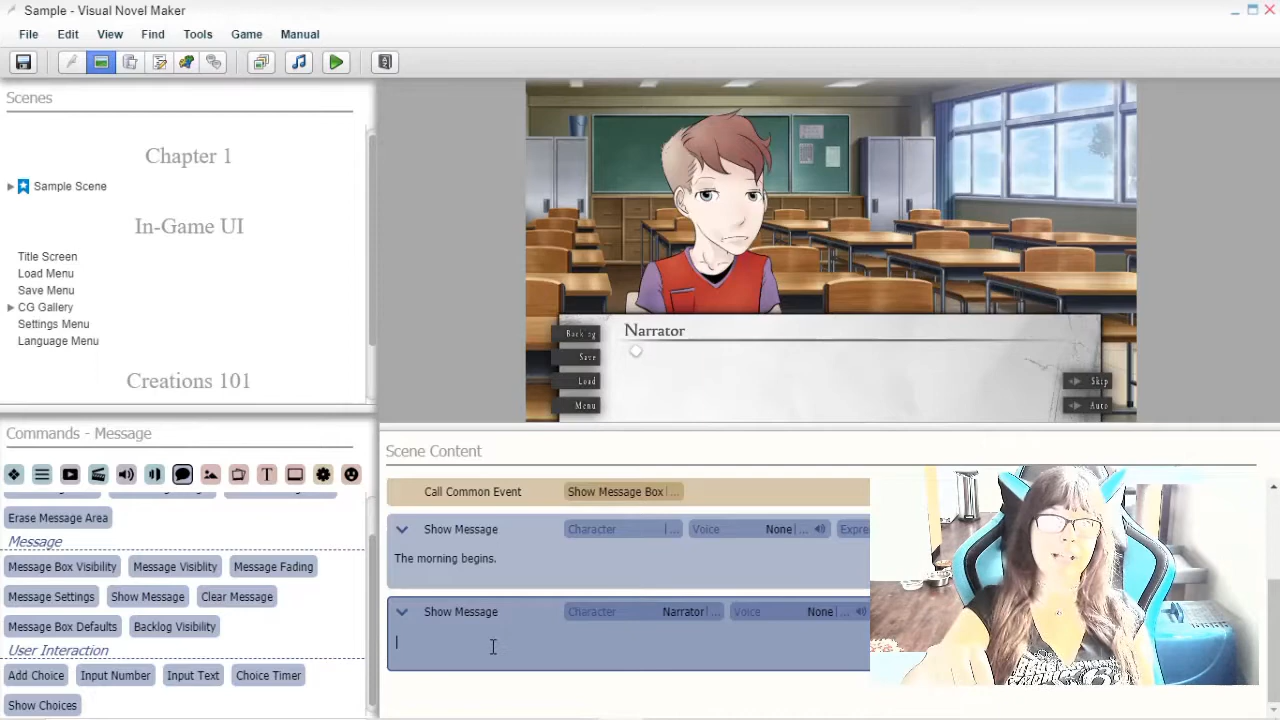 Sample - Visual Novel Maker
File Edit View Find Tools Game Manual
Scenes
Chapter 1
Sample Scene
In-Game UI
Title Screen
Load Menu
Save Menu
CG Gallery
Settings Menu
Language Menu
Creations 101
Narrator
Save
Load
Menu
Skip
Auto
Commands - Message
Erase Message Area
Message
Message Box Visibility Message Visiblity Message Fading
Message Settings Show Message Clear Message
Message Box Defaults Backlog Visibility
User Interaction
Add Choice Input Number Input Text Choice Timer
Show Choices
Scene Content
Call Common Event Show Message Box|...
Show Message Character |... Voice None|... Expre
The morning begins.
Show Message Character Narrator|... Voice None|...